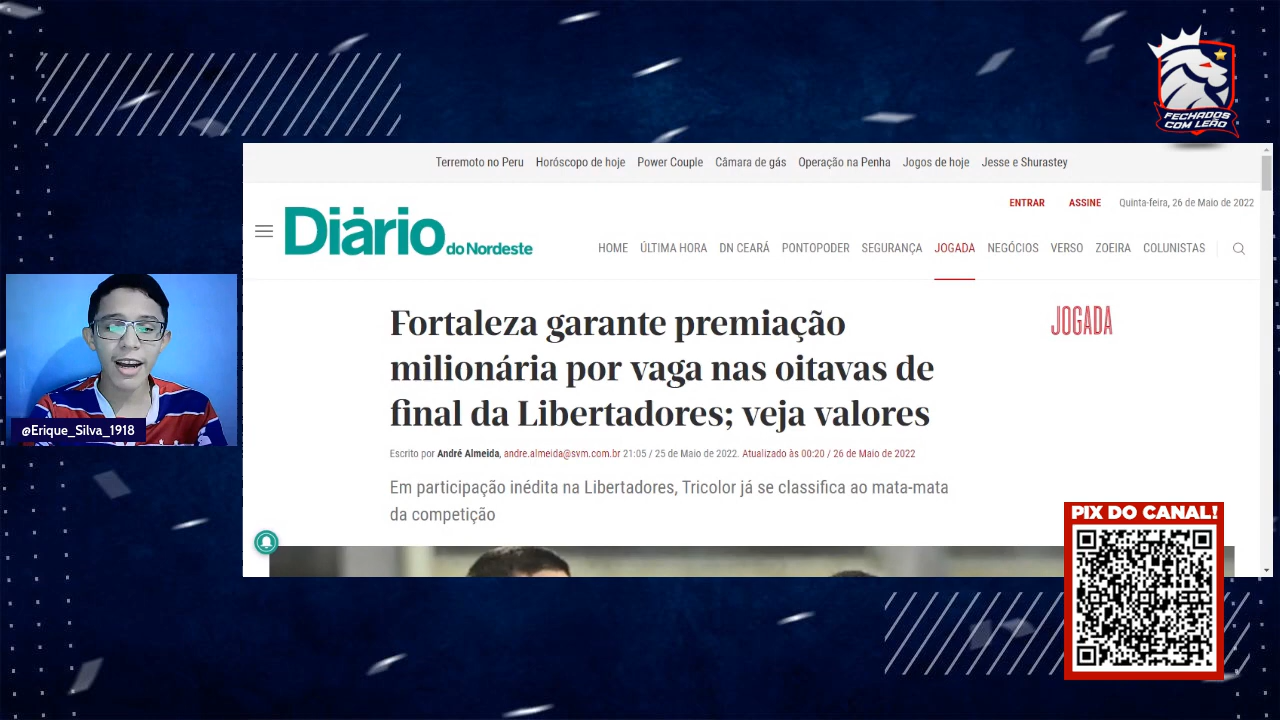 FECHADOS
COM LEÃO
Terremoto no Peru Horóscopo de hoje Power Couple Câmara de gás Operação na Penha Jogos de hoje Jesse e Shurastey
ENTRAR ASSINE Quinta-feira, 26 de Maio de 2022
Diário do Nordeste
HOME ÚLTIMA HORA DN CEARÁ PONTOPODER SEGURANÇA JOGADA NEGÓCIOS VERSO ZOEIRA COLUNISTAS
Fortaleza garante premiação
milionária por vaga nas oitavas de
final da Libertadores; veja valores
JOGADA
Escrito por André Almeida, andre.almeida@svm.com.br 21:05 / 25 de Maio de 2022. Atualizado às 00:20 / 26 de Maio de 2022
Em participação inédita na Libertadores, Tricolor já se classifica ao mata-mata
da competição
@Erique_Silva_1918
PIX DO CANAL!